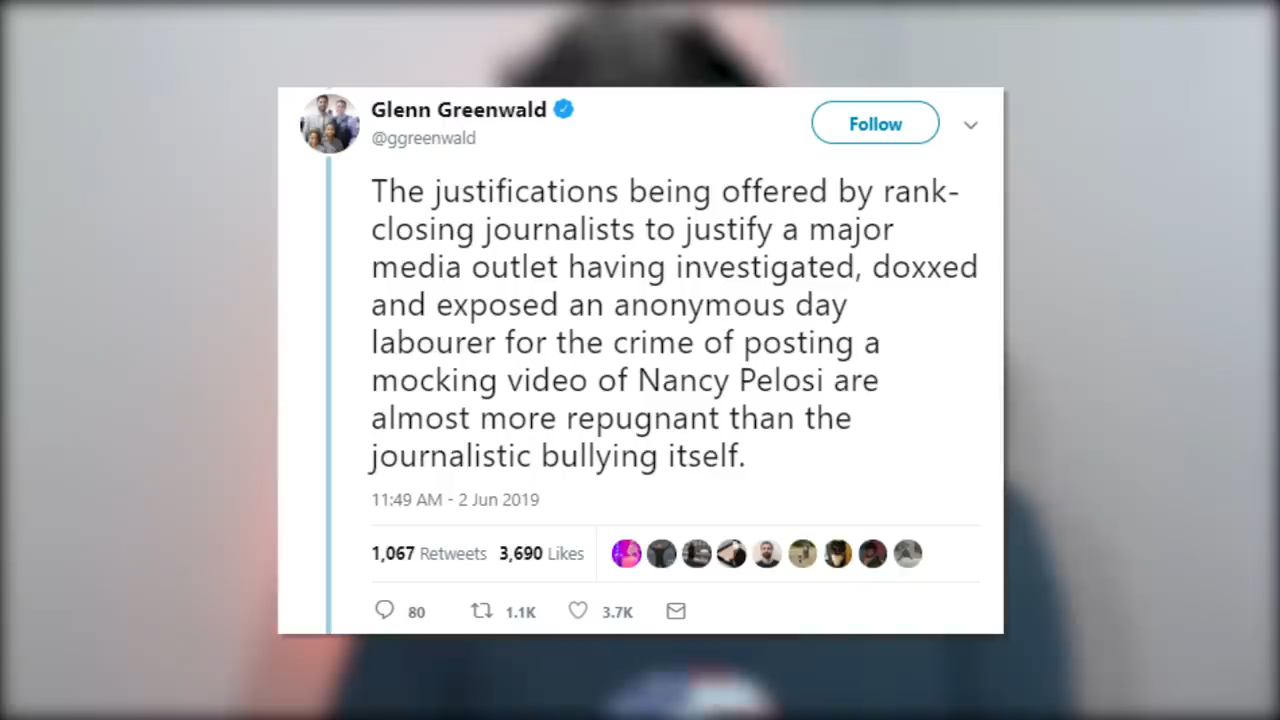 Glenn Greenwald
@ggreenwald
Follow
The justifications being offered by rank-
closing journalists to justify a major
media outlet having investigated, doxxed
and exposed an anonymous day
labourer for the crime of posting a
mocking video of Nancy Pelosi are
almost more repugnant than the
journalistic bullying itself.
11:49 AM - 2 Jun 2019
1,067 Retweets 3,690 Likes
80 1.1K 3.7K